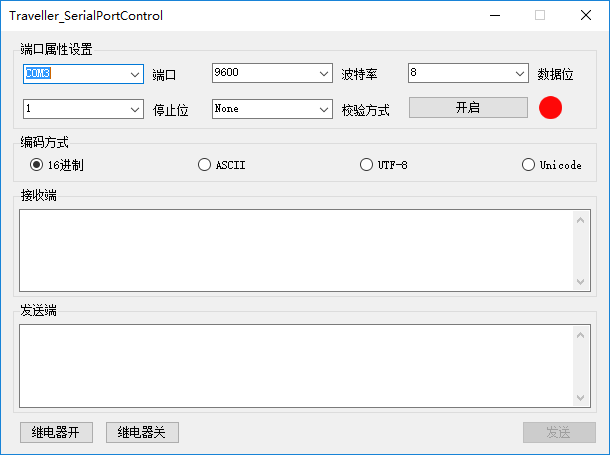 Traveller_SerialPortControl
端口属性设置
COM3 端口 9600 波特率 8 数据位
1 停止位 None 校验方式 开启
编码方式
16进制 ASCII UTF-8 Unicode
接收端
发送端
继电器开 继电器关 发送